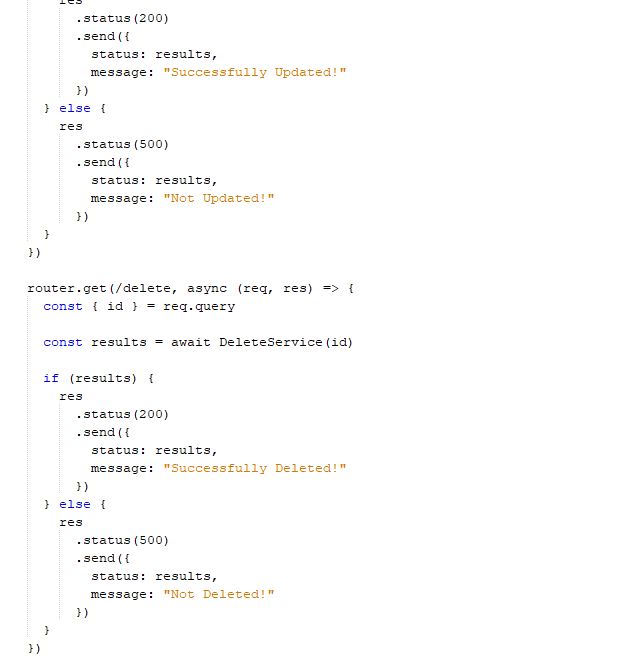 res
.status(200)
.send({
status: results,
message: "Successfully Updated!"
})
} else {
res
.status(500)
.send({
status: results,
message: "Not Updated!"
})
}
})
router.get(/delete, async (req, res) => {
const { id } = req.query
const results = await DeleteService(id)
if (results) {
res
.status(200)
.send({
status: results,
message: "Successfully Deleted!"
})
} else {
res
.status(500)
.send({
status: results,
message: "Not Deleted!"
})
}
})